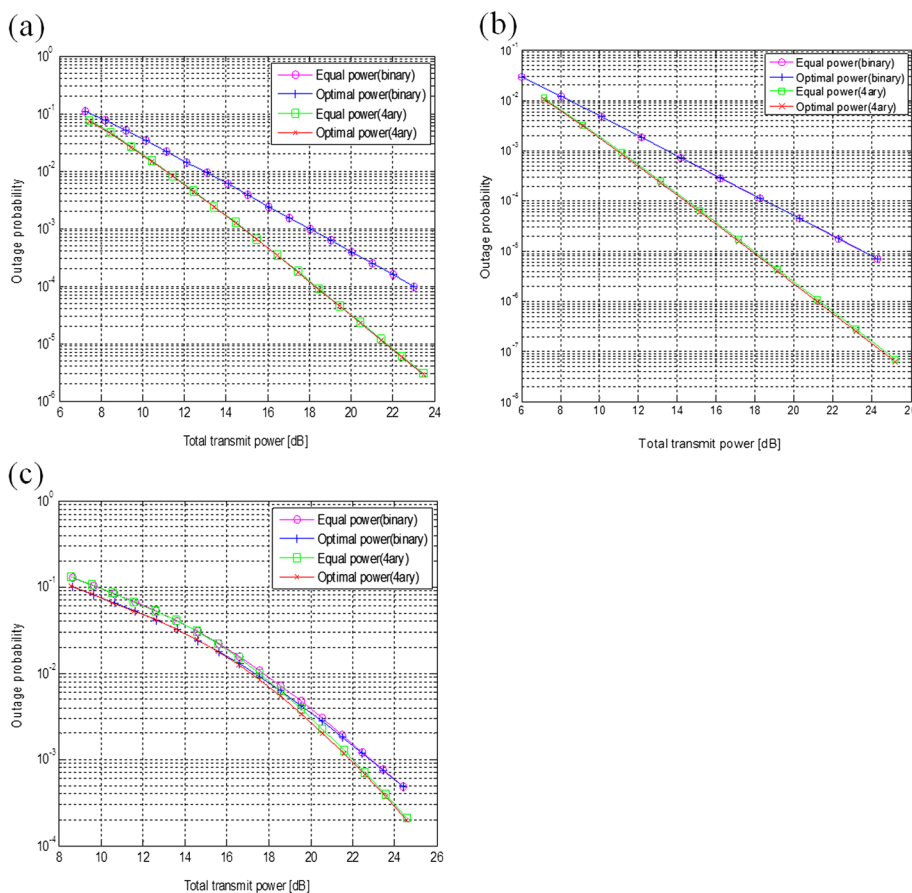 (a)
10^0
10^-1
10^-2
10^-3
10^-4
10^-5
10^-6
Outage probability
6 8 10 12 14 16 18 20 22 24
Total transmit power [dB]
Equal power(binary)
Optimal power(binary)
Equal power(4ary)
Optimal power(4ary)
(b)
10^-1
10^-2
10^-3
10^-4
10^-5
10^-6
10^-7
10^-8
Outage probability
6 8 10 12 14 16 18 20 22 24 26
Total transmit power [dB]
Equal power(binary)
Optimal power(binary)
Equal power(4ary)
Optimal power(4ary)
(c)
10^0
10^-1
10^-2
10^-3
10^-4
Outage probability
8 10 12 14 16 18 20 22 24 26
Total transmit power [dB]
Equal power(binary)
Optimal power(binary)
Equal power(4ary)
Optimal power(4ary)